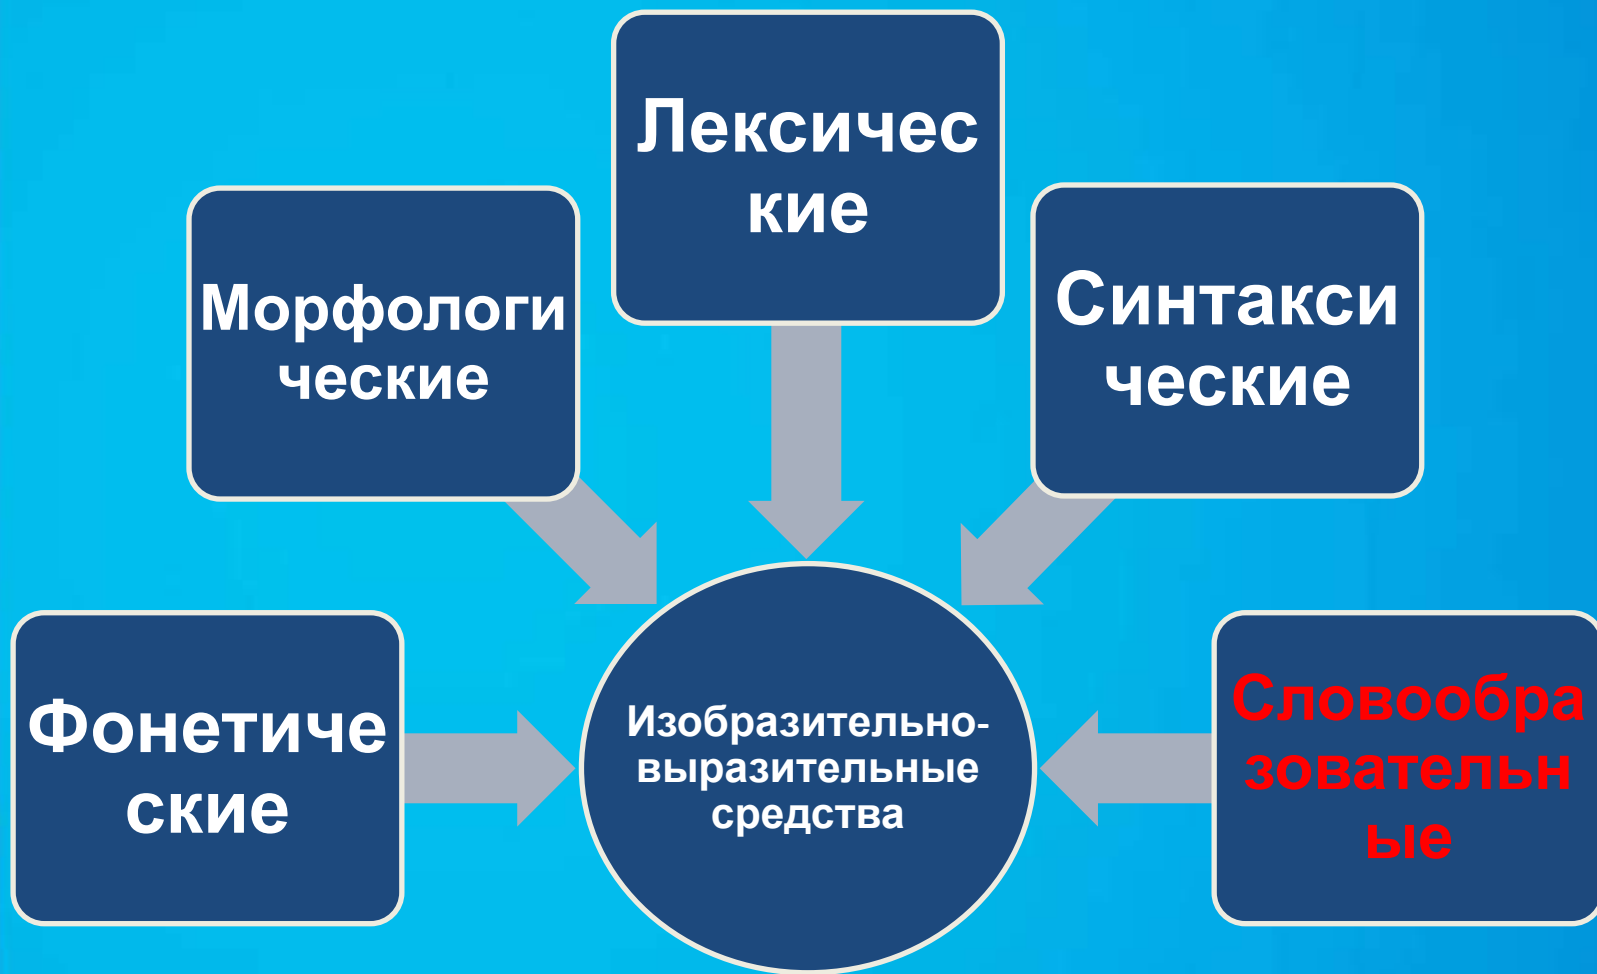 Лексичес
кие
Морфологи
ческие
Синтакси
ческие
Фонетиче
ские
Изобразительно-
выразительные
средства
Словообра
зовательн
ые